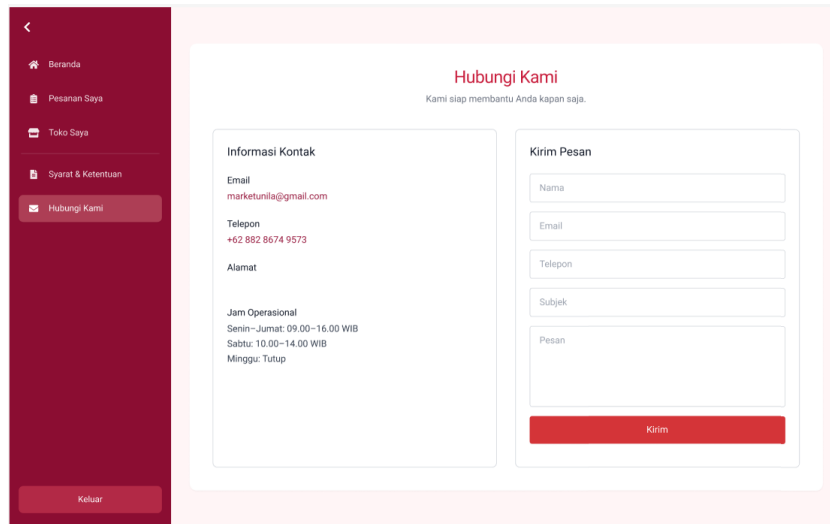 Beranda
Pesanan Saya
Toko Saya
Syarat & Ketentuan
Hubungi Kami
Keluar
Hubungi Kami
Kami siap membantu Anda kapan saja.
Informasi Kontak
Email
marketunila@gmail.com
Telepon
+62 882 8674 9573
Alamat
Jam Operasional
Senin–Jumat: 09.00–16.00 WIB
Sabtu: 10.00–14.00 WIB
Minggu: Tutup
Kirim Pesan
Nama
Email
Telepon
Subjek
Pesan
Kirim